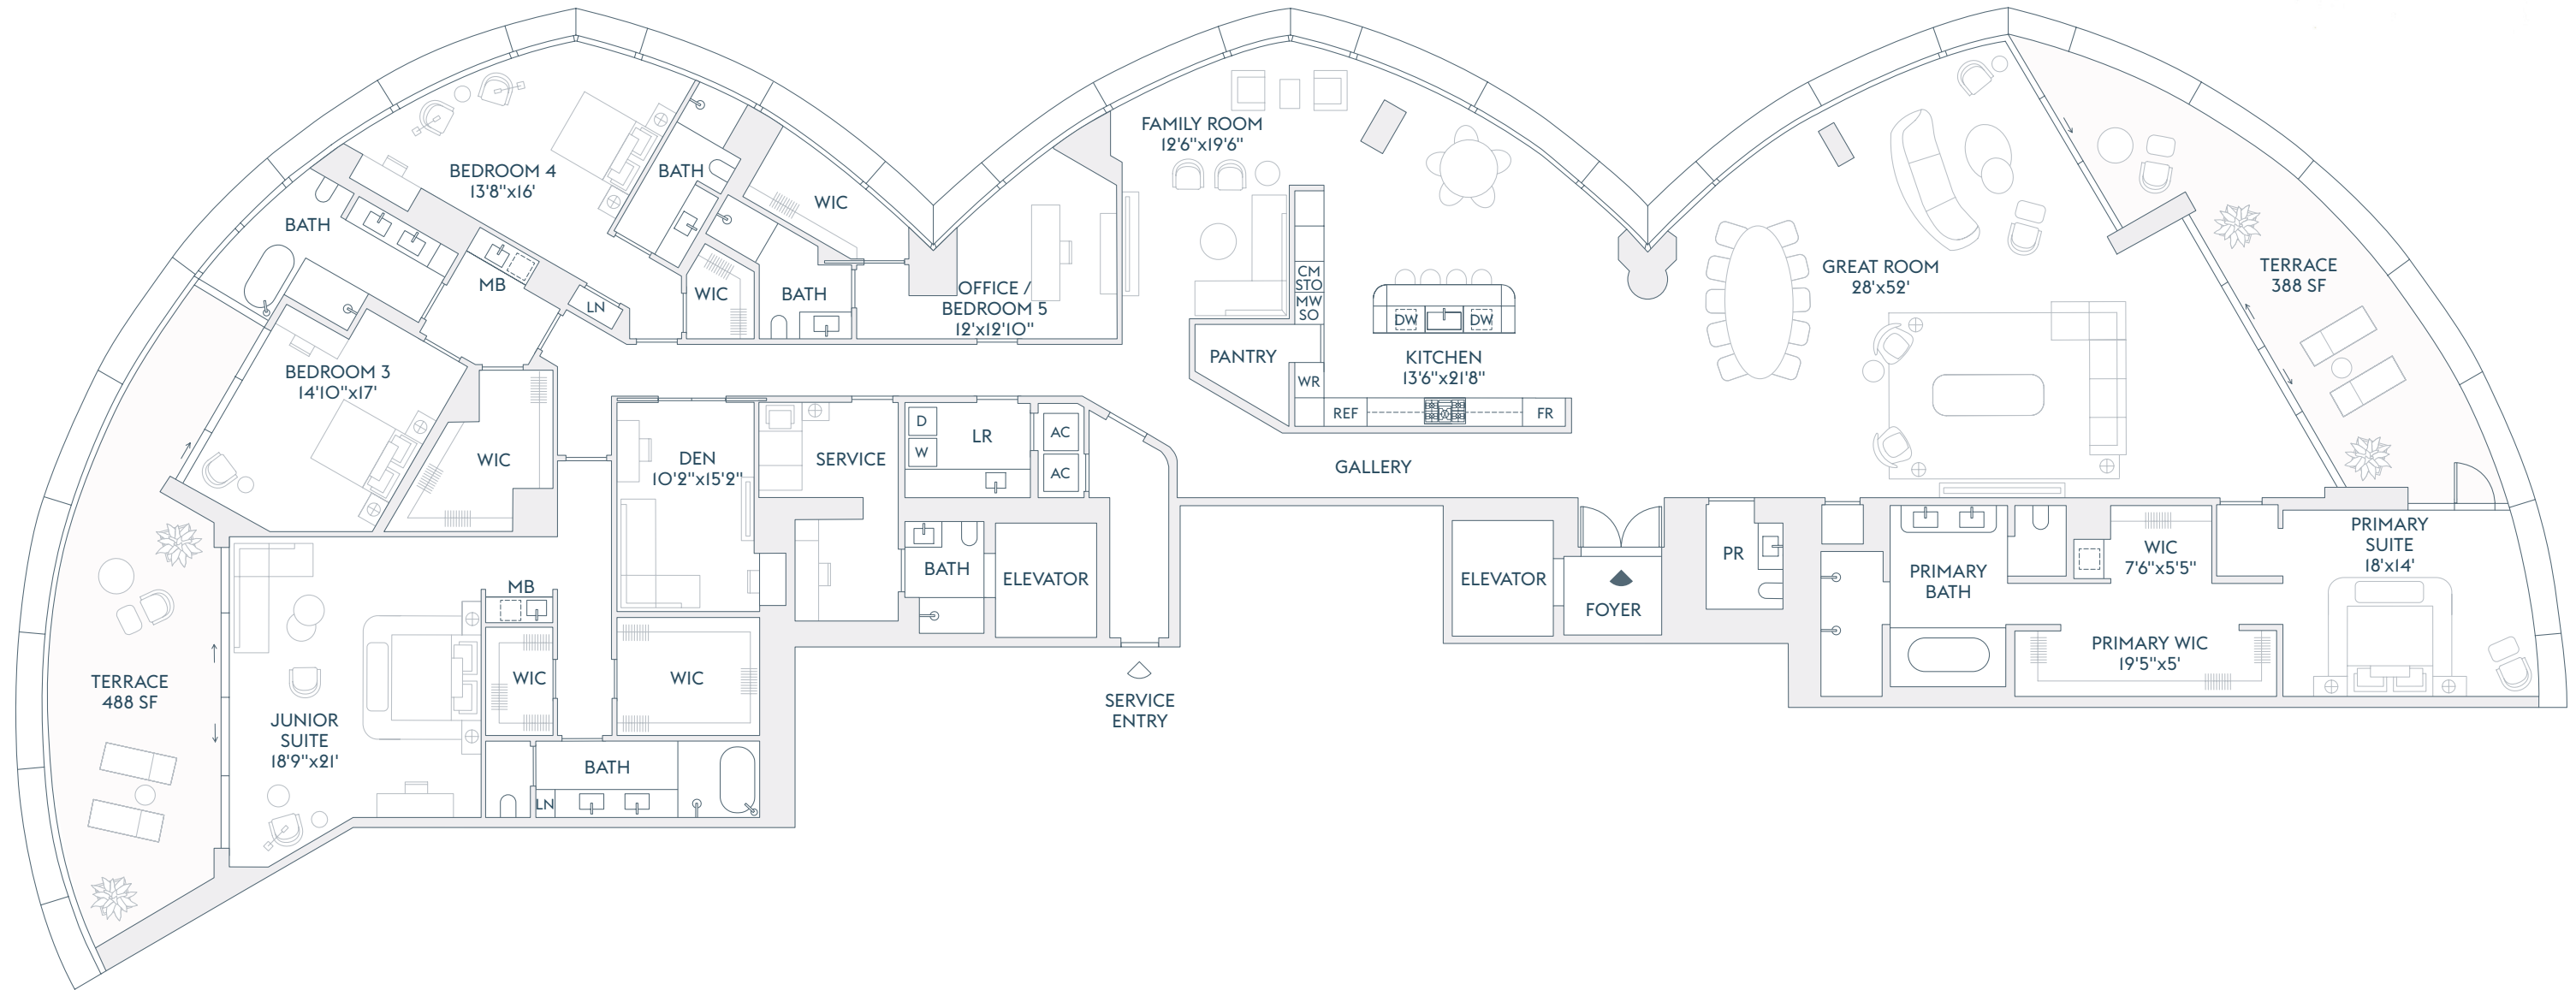 BEDROOM 4
13'8"x16'
BATH
BATH
WIC
FAMILY ROOM
12'6"x19'6"
MB
LN
WIC
BATH
OFFICE /
BEDROOM 5
12'x12'10"
CM
STO
MW
SO
DW
DW
GREAT ROOM
28'x52'
TERRACE
388 SF
BEDROOM 3
14'10"x17'
PANTRY
WR
KITCHEN
13'6"x21'8"
REF
FR
WIC
DEN
10'2"x15'2"
SERVICE
D
W
LR
AC
AC
GALLERY
MB
BATH
ELEVATOR
ELEVATOR
FOYER
PR
PRIMARY
BATH
WIC
7'6"x5'5"
PRIMARY
SUITE
18'x14'
PRIMARY WIC
19'5"x5'
TERRACE
488 SF
JUNIOR
SUITE
18'9"x21'
WIC
WIC
SERVICE
ENTRY
BATH
LN